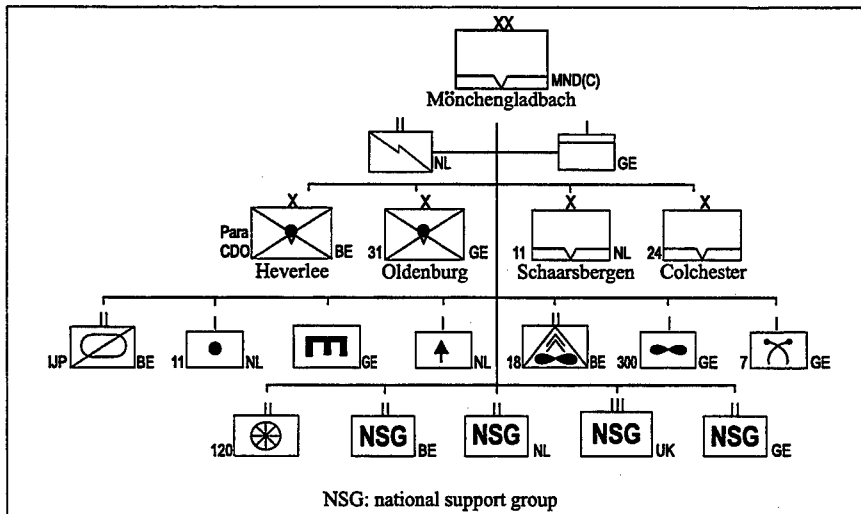 XX
MND(C)
Mönchengladbach
II I
NL GE
X X X X
Para
CDO BE 31 GE 11 NL 24
Heverlee Oldenburg Schaarsbergen Colchester
II I I I II I I
IJP BE 11 NL GE NL 18 BE 300 GE 7 GE
II II II III II
120 NSG BE NSG NL NSG UK NSG GE
NSG: national support group